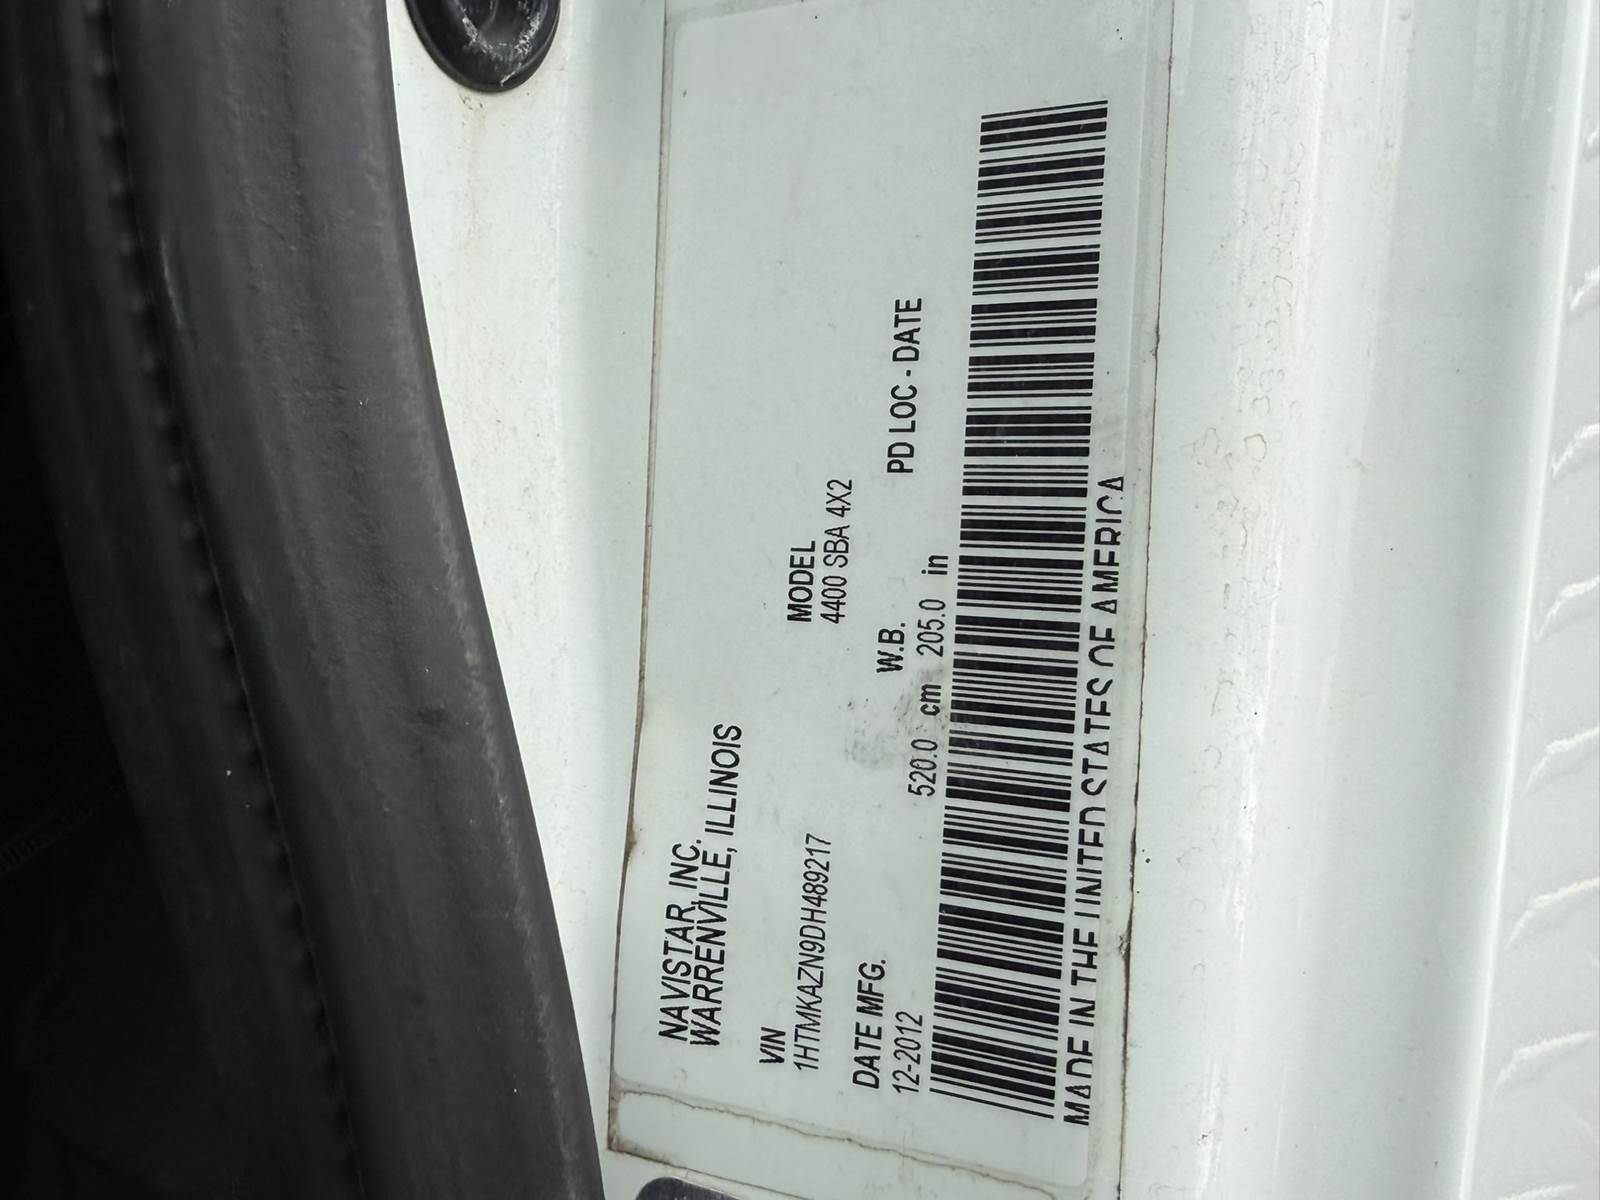 NAVISTAR, INC.
WARRENVILLE, ILLINOIS
VIN
1HTMKAZN9DH489217
MODEL
4400 SBA 4X2
DATE MFG.
12-2012
W.B.
520.0 cm 205.0 in
PD LOC - DATE
MADE IN THE UNITED STATES OF AMERICA